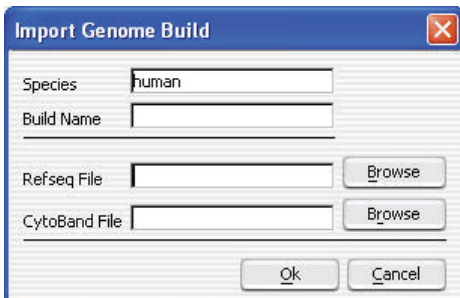 Import Genome Build
Species human
Build Name
Refseq File Browse
CytoBand File Browse
Ok Cancel